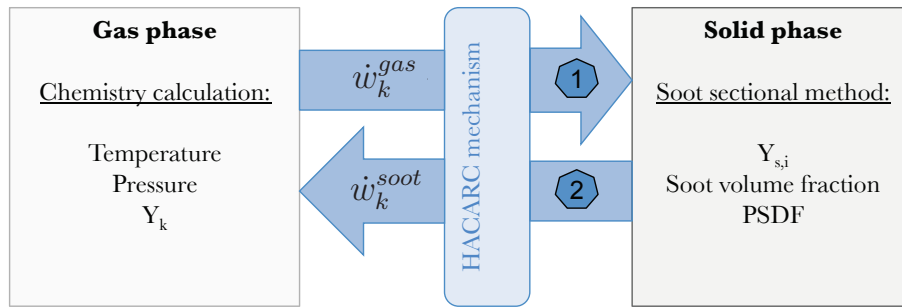 Gas phase
Chemistry calculation:
Temperature
Pressure
Y_k
ẇ_k^{gas}
ẇ_k^{soot}
HACARC mechanism
1
2
Solid phase
Soot sectional method:
Y_{s,i}
Soot volume fraction
PSDF